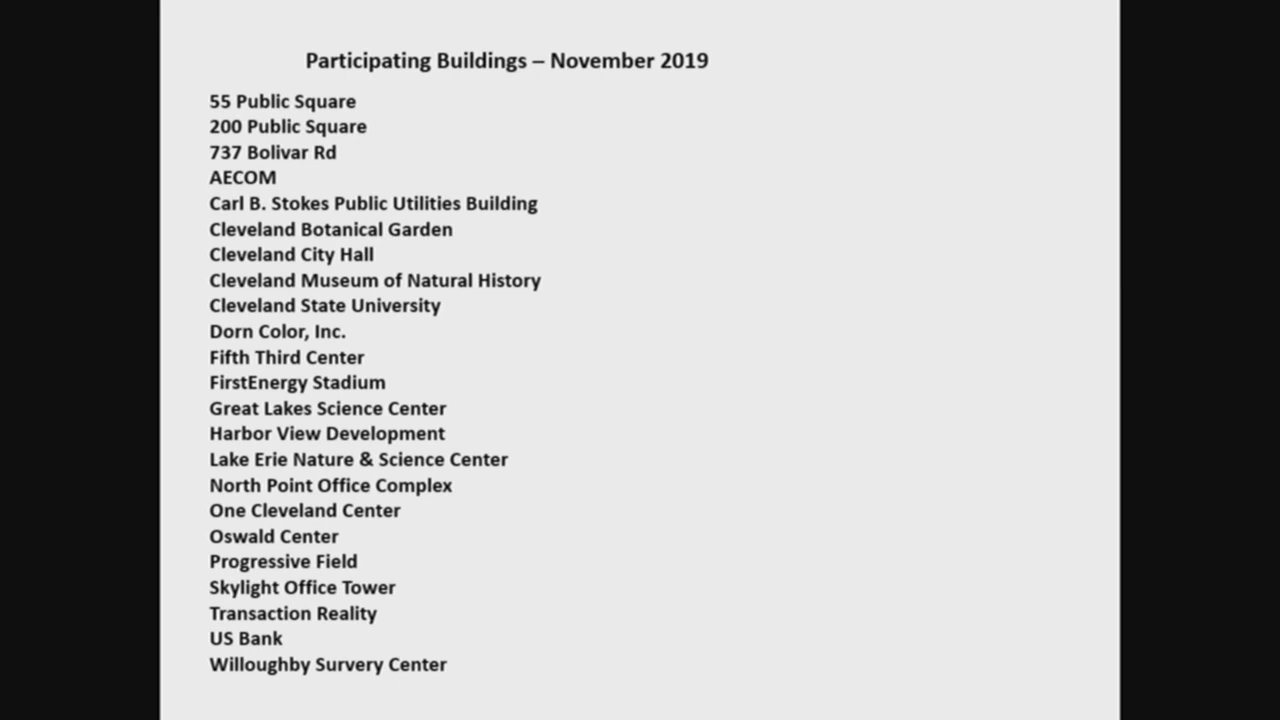 Participating Buildings – November 2019
55 Public Square
200 Public Square
737 Bolivar Rd
AECOM
Carl B. Stokes Public Utilities Building
Cleveland Botanical Garden
Cleveland City Hall
Cleveland Museum of Natural History
Cleveland State University
Dorn Color, Inc.
Fifth Third Center
FirstEnergy Stadium
Great Lakes Science Center
Harbor View Development
Lake Erie Nature & Science Center
North Point Office Complex
One Cleveland Center
Oswald Center
Progressive Field
Skylight Office Tower
Transaction Reality
US Bank
Willoughby Survery Center